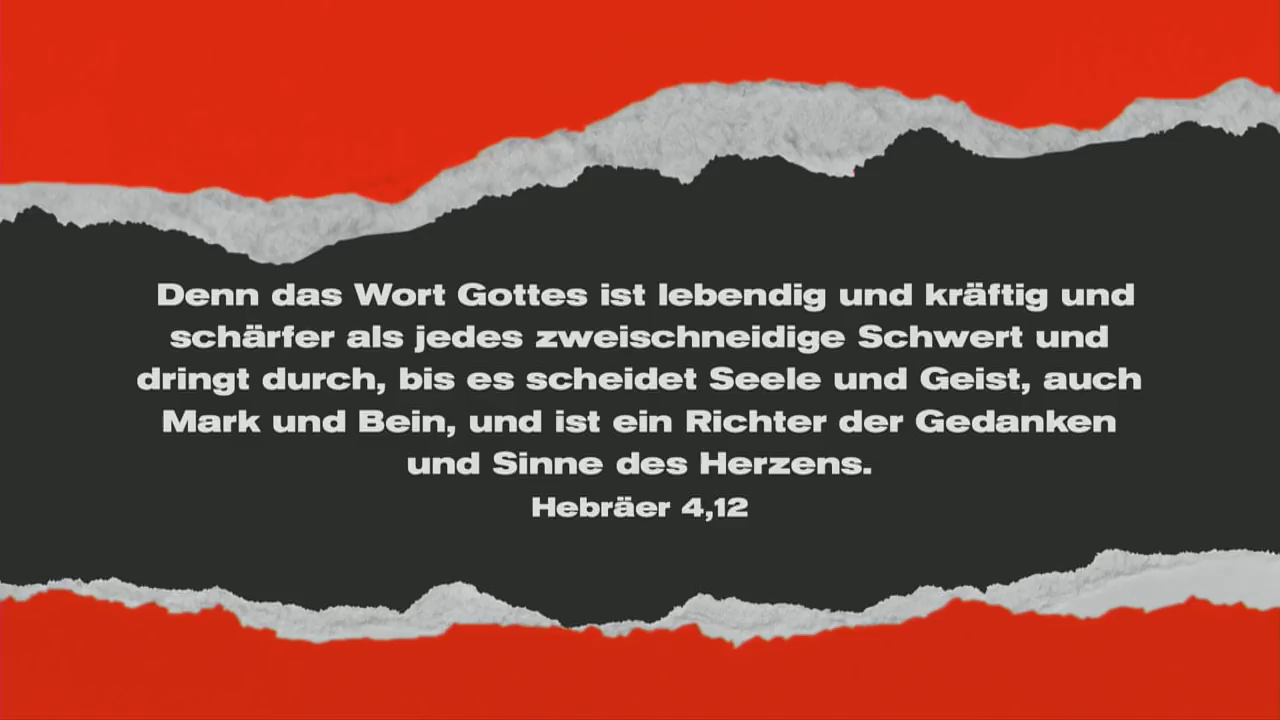 Denn das Wort Gottes ist lebendig und kräftig und
schärfer als jedes zweischneidige Schwert und
dringt durch, bis es scheidet Seele und Geist, auch
Mark und Bein, und ist ein Richter der Gedanken
und Sinne des Herzens.
Hebräer 4,12